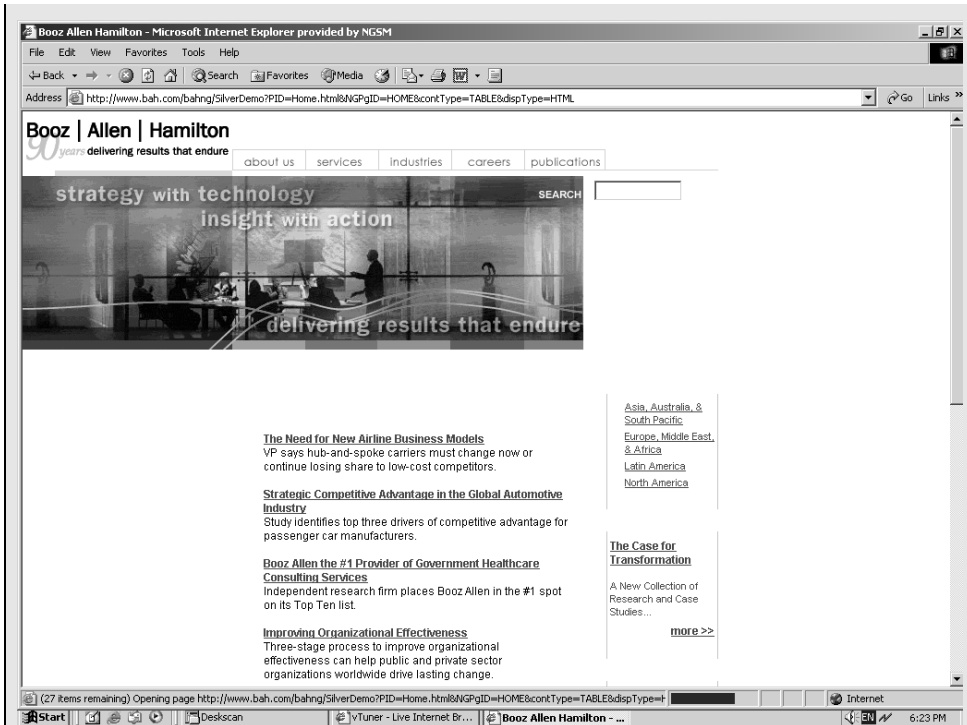 Booz Allen Hamilton - Microsoft Internet Explorer provided by NGSM
File Edit View Favorites Tools Help
Back Search Favorites Media
Address http://www.bah.com/bahng/SilverDemo?PID=Home.html&NGPgID=HOME&contType=TABLE&dispType=HTML Go Links »
Booz | Allen | Hamilton
90 years delivering results that endure
about us services industries careers publications
strategy with technology
SEARCH
insight with action
delivering results that endure
The Need for New Airline Business Models
VP says hub-and-spoke carriers must change now or
continue losing share to low-cost competitors.
Strategic Competitive Advantage in the Global Automotive
Industry
Study identifies top three drivers of competitive advantage for
passenger car manufacturers.
Booz Allen the #1 Provider of Government Healthcare
Consulting Services
Independent research firm places Booz Allen in the #1 spot
on its Top Ten list.
Improving Organizational Effectiveness
Three-stage process to improve organizational
effectiveness can help public and private sector
organizations worldwide drive lasting change.
Asia, Australia, &
South Pacific
Europe, Middle East,
& Africa
Latin America
North America
The Case for
Transformation
A New Collection of
Research and Case
Studies...
more >>
(27 items remaining) Opening page http://www.bah.com/bahng/SilverDemo?PID=Home.html&NGPgID=HOME&contType=TABLE&dispType=H Internet
Start Deskscan vTuner - Live Internet Br... Booz Allen Hamilton - ... EN 6:23 PM